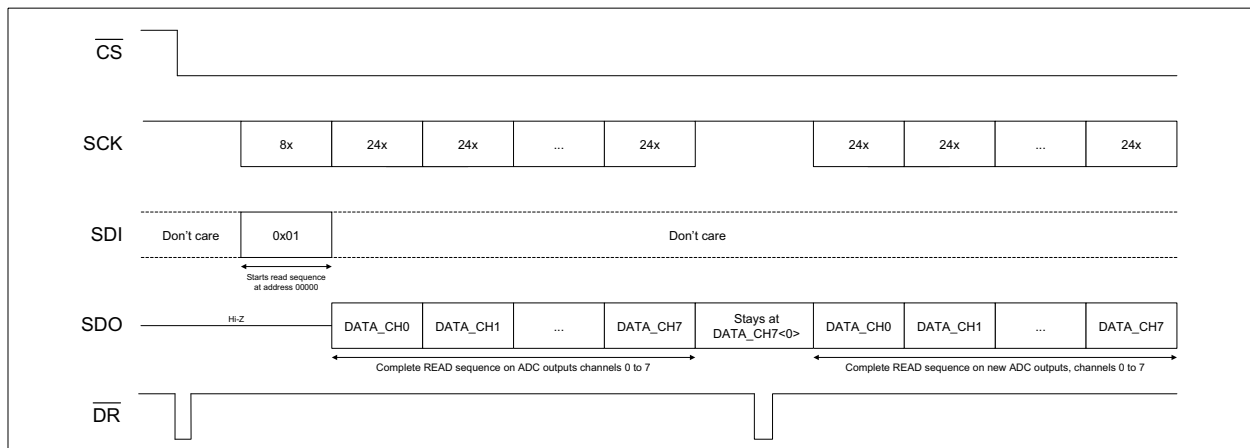 CS
SCK
8x 24x 24x ... 24x 24x 24x ... 24x
SDI
Don't care 0x01 Don't care
Starts read sequence
at address 00000
SDO
Hi-Z
DATA_CH0 DATA_CH1 ... DATA_CH7 Stays at
DATA_CH7<0> DATA_CH0 DATA_CH1 ... DATA_CH7
Complete READ sequence on ADC outputs channels 0 to 7 Complete READ sequence on new ADC outputs, channels 0 to 7
DR